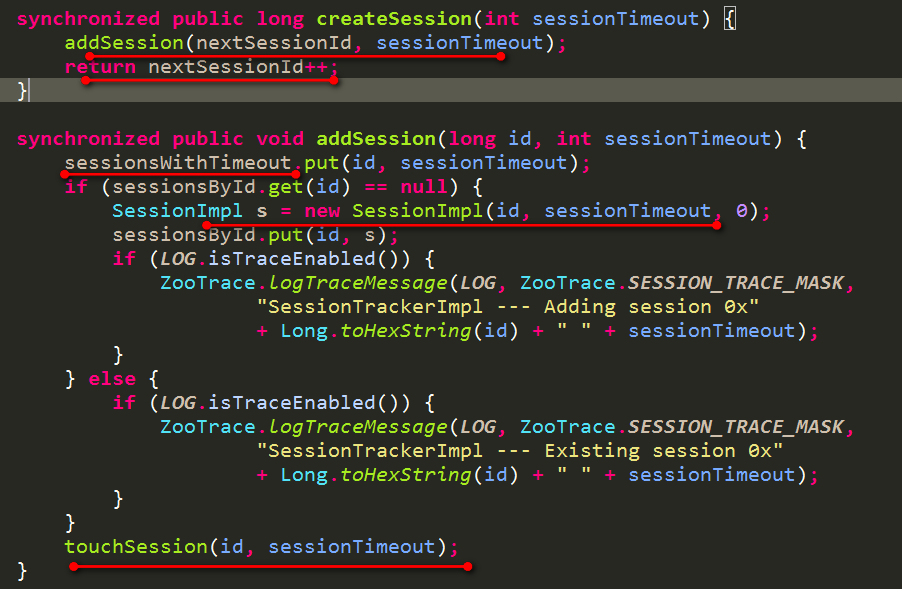 synchronized public long createSession(int sessionTimeout) {
    addSession(nextSessionId, sessionTimeout);
    return nextSessionId++;
}
synchronized public void addSession(long id, int sessionTimeout) {
    sessionsWithTimeout.put(id, sessionTimeout);
    if (sessionsById.get(id) == null) {
        SessionImpl s = new SessionImpl(id, sessionTimeout, 0);
        sessionsById.put(id, s);
        if (LOG.isTraceEnabled()) {
            ZooTrace.logTraceMessage(LOG, ZooTrace.SESSION_TRACE_MASK,
                    "SessionTrackerImpl --- Adding session 0x"
                    + Long.toHexString(id) + " " + sessionTimeout);
        }
    } else {
        if (LOG.isTraceEnabled()) {
            ZooTrace.logTraceMessage(LOG, ZooTrace.SESSION_TRACE_MASK,
                    "SessionTrackerImpl --- Existing session 0x"
                    + Long.toHexString(id) + " " + sessionTimeout);
        }
    }
    touchSession(id, sessionTimeout);
}